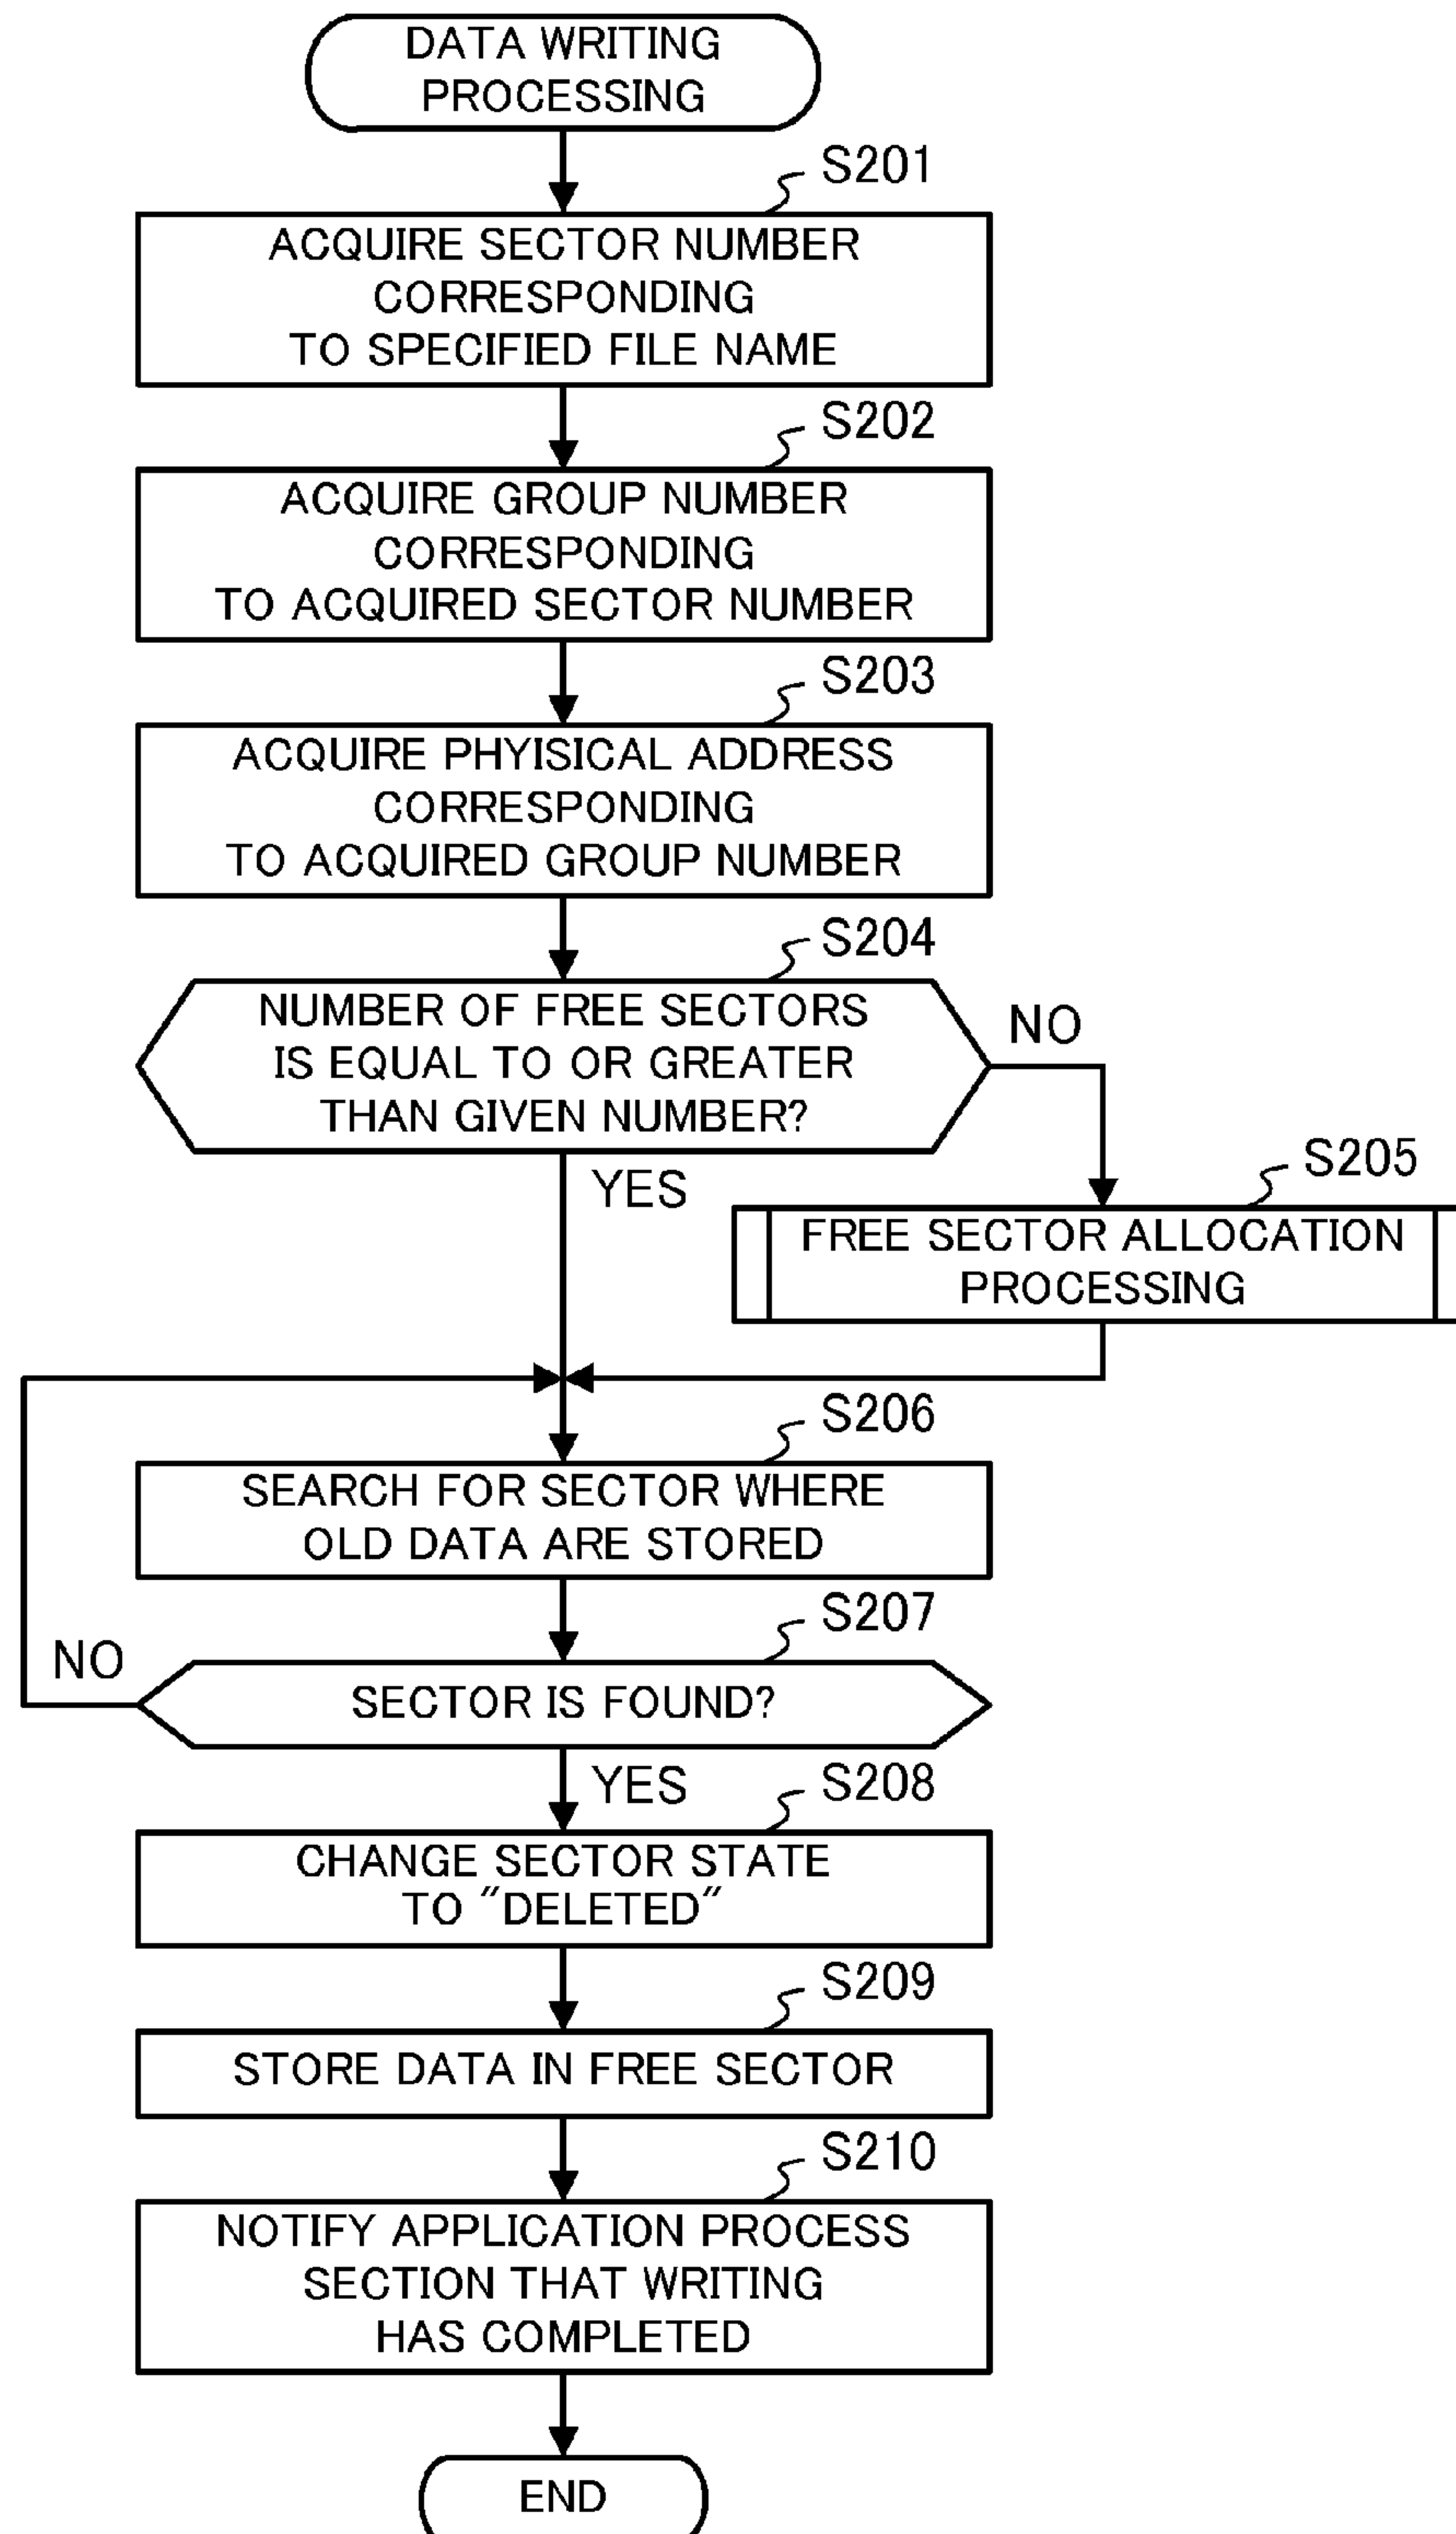 DATA WRITING
PROCESSING
S201
ACQUIRE SECTOR NUMBER
CORRESPONDING
TO SPECIFIED FILE NAME
S202
ACQUIRE GROUP NUMBER
CORRESPONDING
TO ACQUIRED SECTOR NUMBER
S203
ACQUIRE PHYISICAL ADDRESS
CORRESPONDING
TO ACQUIRED GROUP NUMBER
S204
NUMBER OF FREE SECTORS
IS EQUAL TO OR GREATER
THAN GIVEN NUMBER?
NO
YES
S205
FREE SECTOR ALLOCATION
PROCESSING
S206
SEARCH FOR SECTOR WHERE
OLD DATA ARE STORED
S207
NO
SECTOR IS FOUND?
YES
S208
CHANGE SECTOR STATE
TO "DELETED"
S209
STORE DATA IN FREE SECTOR
S210
NOTIFY APPLICATION PROCESS
SECTION THAT WRITING
HAS COMPLETED
END